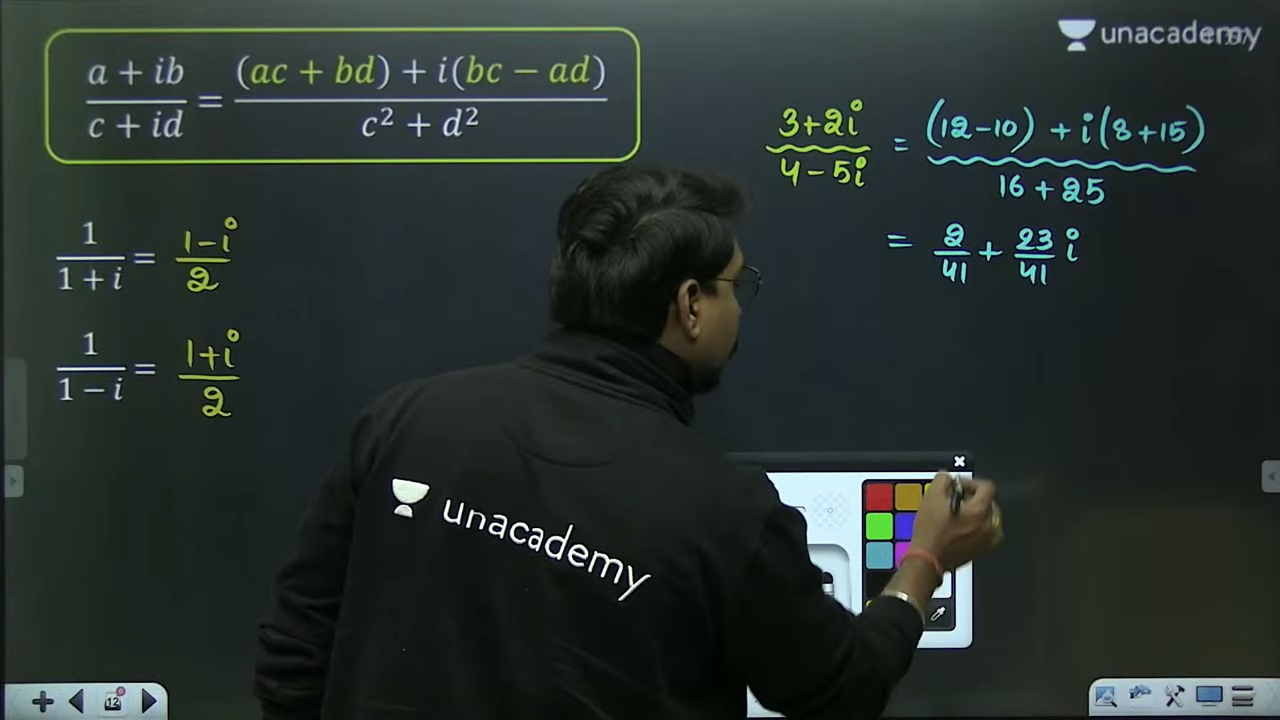 unacademy
(a + ib)/(c + id) = ((ac + bd) + i(bc − ad))/(c² + d²)
(3+2i)/(4−5i) = ((12−10) + i(8+15))/(16+25)
= 2/41 + 23/41 i
1/(1 + i) = (1−i)/2
1/(1 − i) = (1+i)/2
unacademy
12